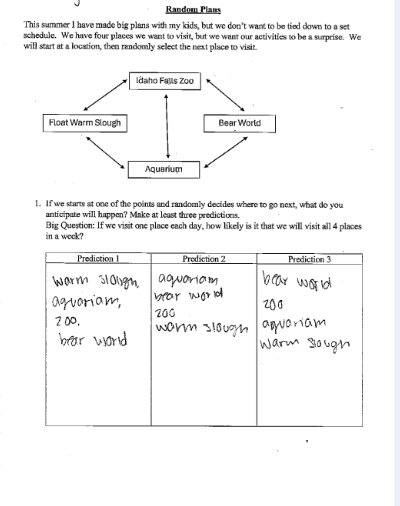 Random Plans
This summer I have made big plans with my kids, but we don't want to be tied down to a set
schedule. We have four places we want to visit, but we want our activities to be a surprise. We
will start at a location, then randomly select the next place to visit.
Idaho Falls Zoo
Float Warm Slough
Bear World
Aquarium
1. If we starts at one of the points and randomly decides where to go next, what do you
anticipate will happen? Make at least three predictions.
Big Question: If we visit one place each day, how likely is it that we will visit all 4 places
in a week?
Prediction 1
warm slough,
aquariam,
zoo,
bear world
Prediction 2
aquariam
bear world
zoo
warm slough
Prediction 3
bear world
zoo
aquariam
warm slough